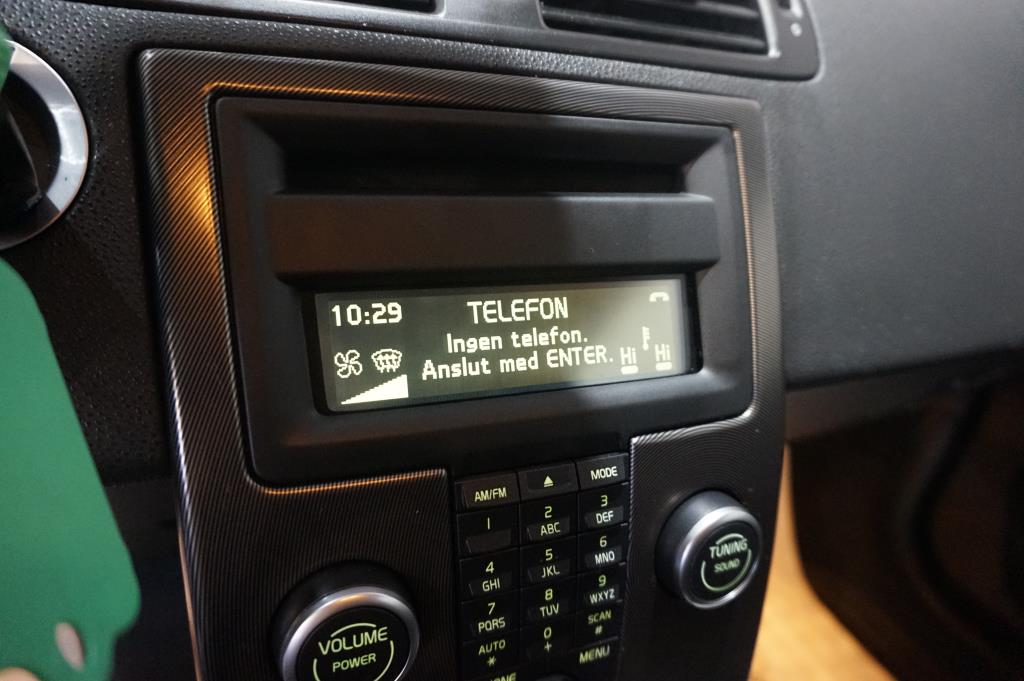 10:29 TELEFON
Ingen telefon.
Anslut med ENTER. Hi Hi
AM/FM MODE
1 2 ABC 3 DEF
4 GHI 5 JKL 6 MNO
7 PQRS 8 TUV 9 WXYZ
AUTO * 0 + SCAN #
MENU
VOLUME
POWER
TUNING
SOUND